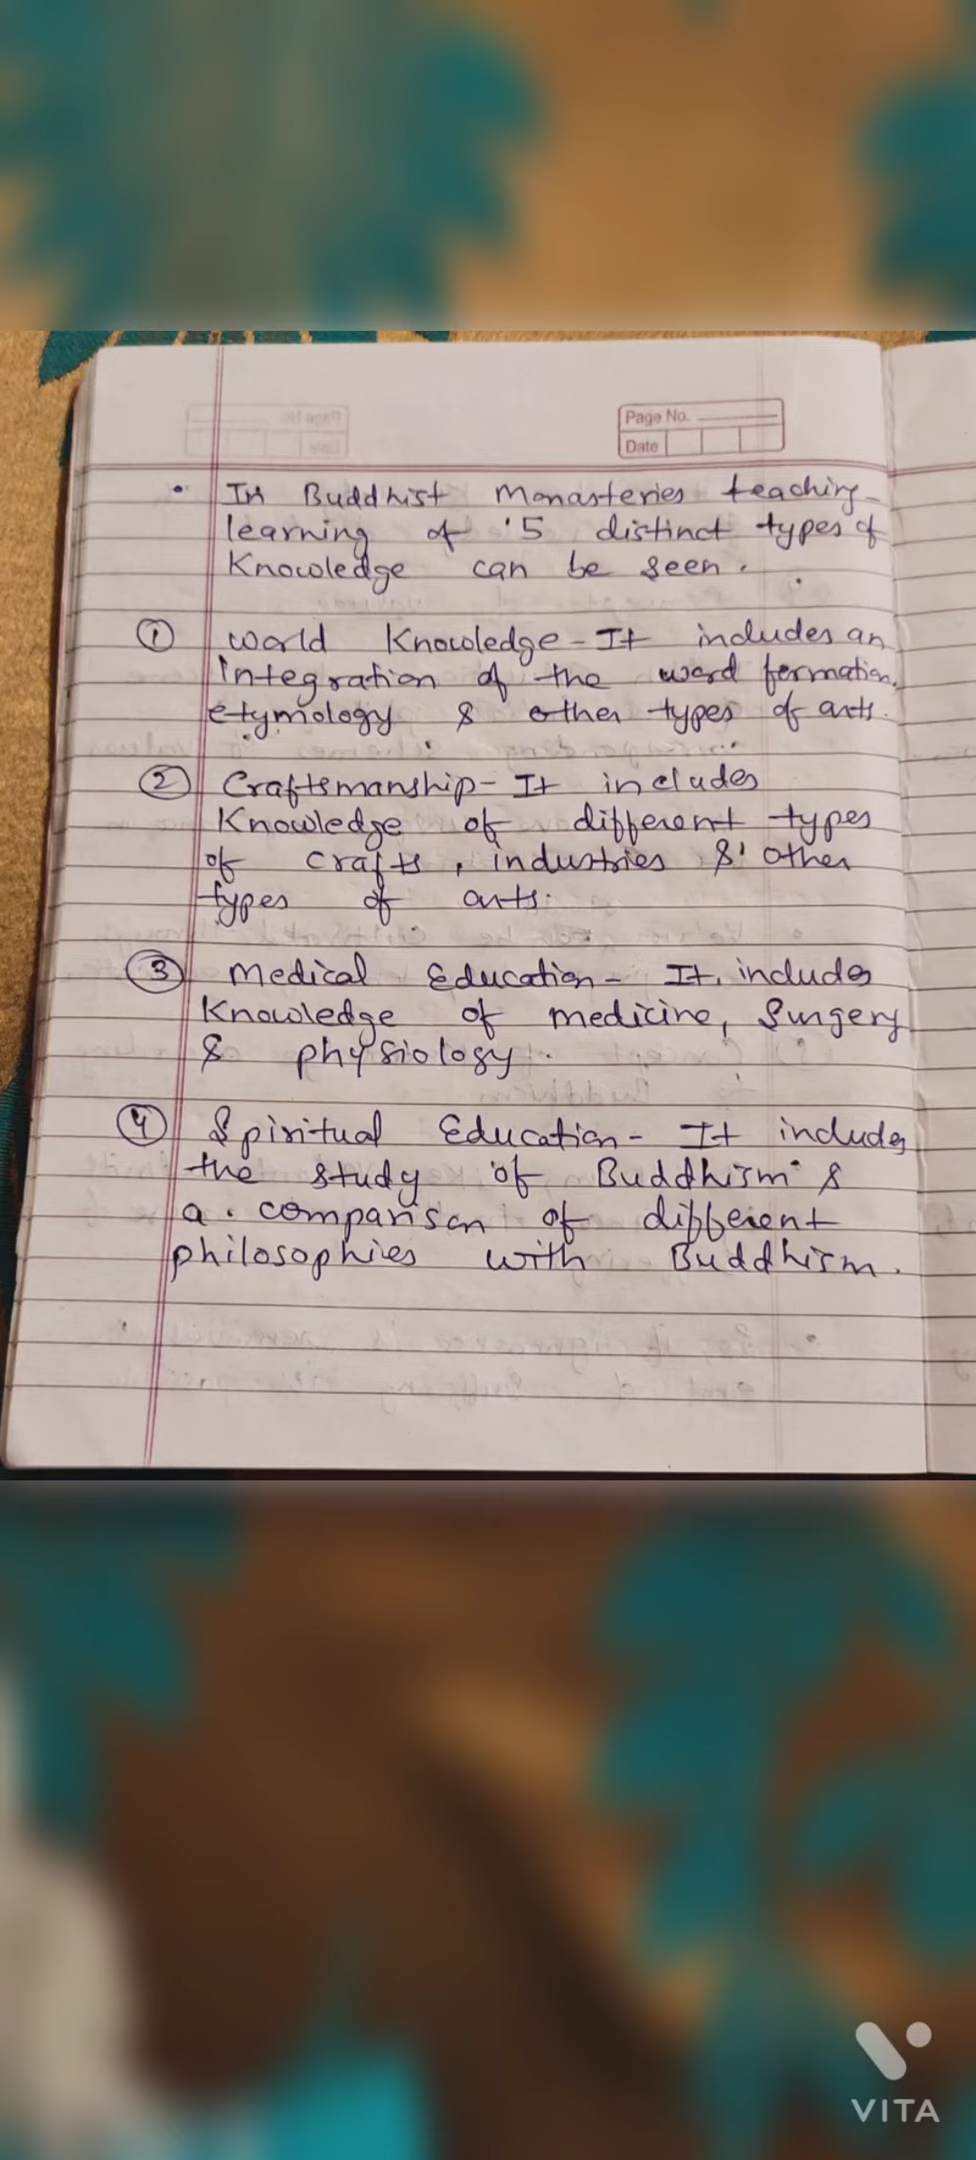 Page No.
Date
• In Buddhist Monasteries teaching-
learning of '5 distinct types of
Knowledge can be seen.
① World Knowledge - It includes an
integration of the word formation,
etymology & other types of arts.
② Craftsmanship - It includes
Knowledge of different types
of crafts, industries & other
types of arts.
③ Medical Education - It includes
Knowledge of medicine, Surgery
& physiology.
④ Spiritual Education - It includes
the study of Buddhism &
a comparison of different
philosophies with Buddhism.
VITA